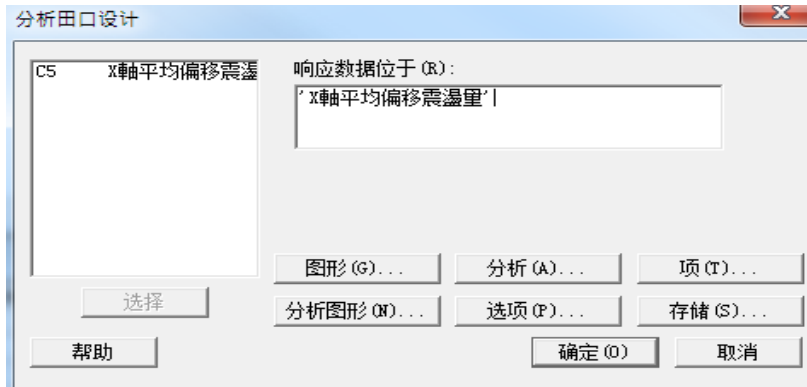 分析田口设计
C5 X軸平均偏移震盪
响应数据位于(R):
'X軸平均偏移震盪量'
图形(G)... 分析(A)... 项(T)...
选择
分析图形(N)... 选项(P)... 存储(S)...
帮助 确定(O) 取消